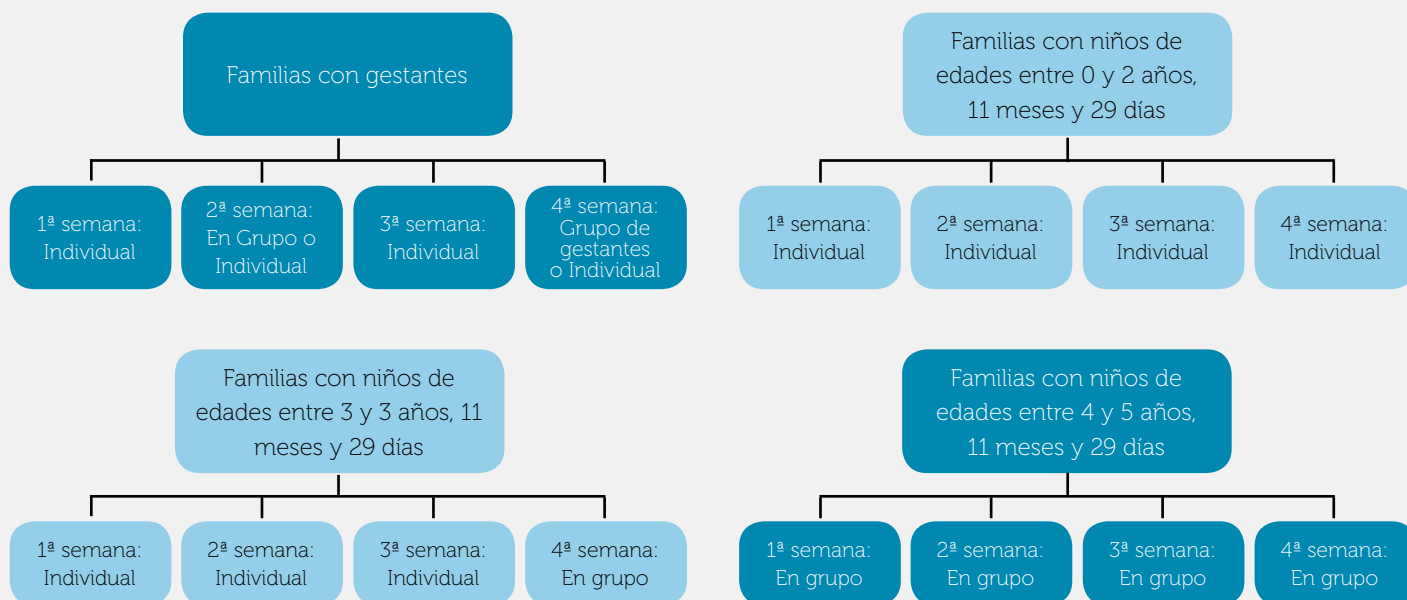 Familias con gestantes
1ª semana:
Individual
2ª semana:
En Grupo o
Individual
3ª semana:
Individual
4ª semana:
Grupo de
gestantes
o Individual
Familias con niños de
edades entre 0 y 2 años,
11 meses y 29 días
1ª semana:
Individual
2ª semana:
Individual
3ª semana:
Individual
4ª semana:
Individual
Familias con niños de
edades entre 3 y 3 años, 11
meses y 29 días
1ª semana:
Individual
2ª semana:
Individual
3ª semana:
Individual
4ª semana:
En grupo
Familias con niños de
edades entre 4 y 5 años,
11 meses y 29 días
1ª semana:
En grupo
2ª semana:
En grupo
3ª semana:
En grupo
4ª semana:
En grupo